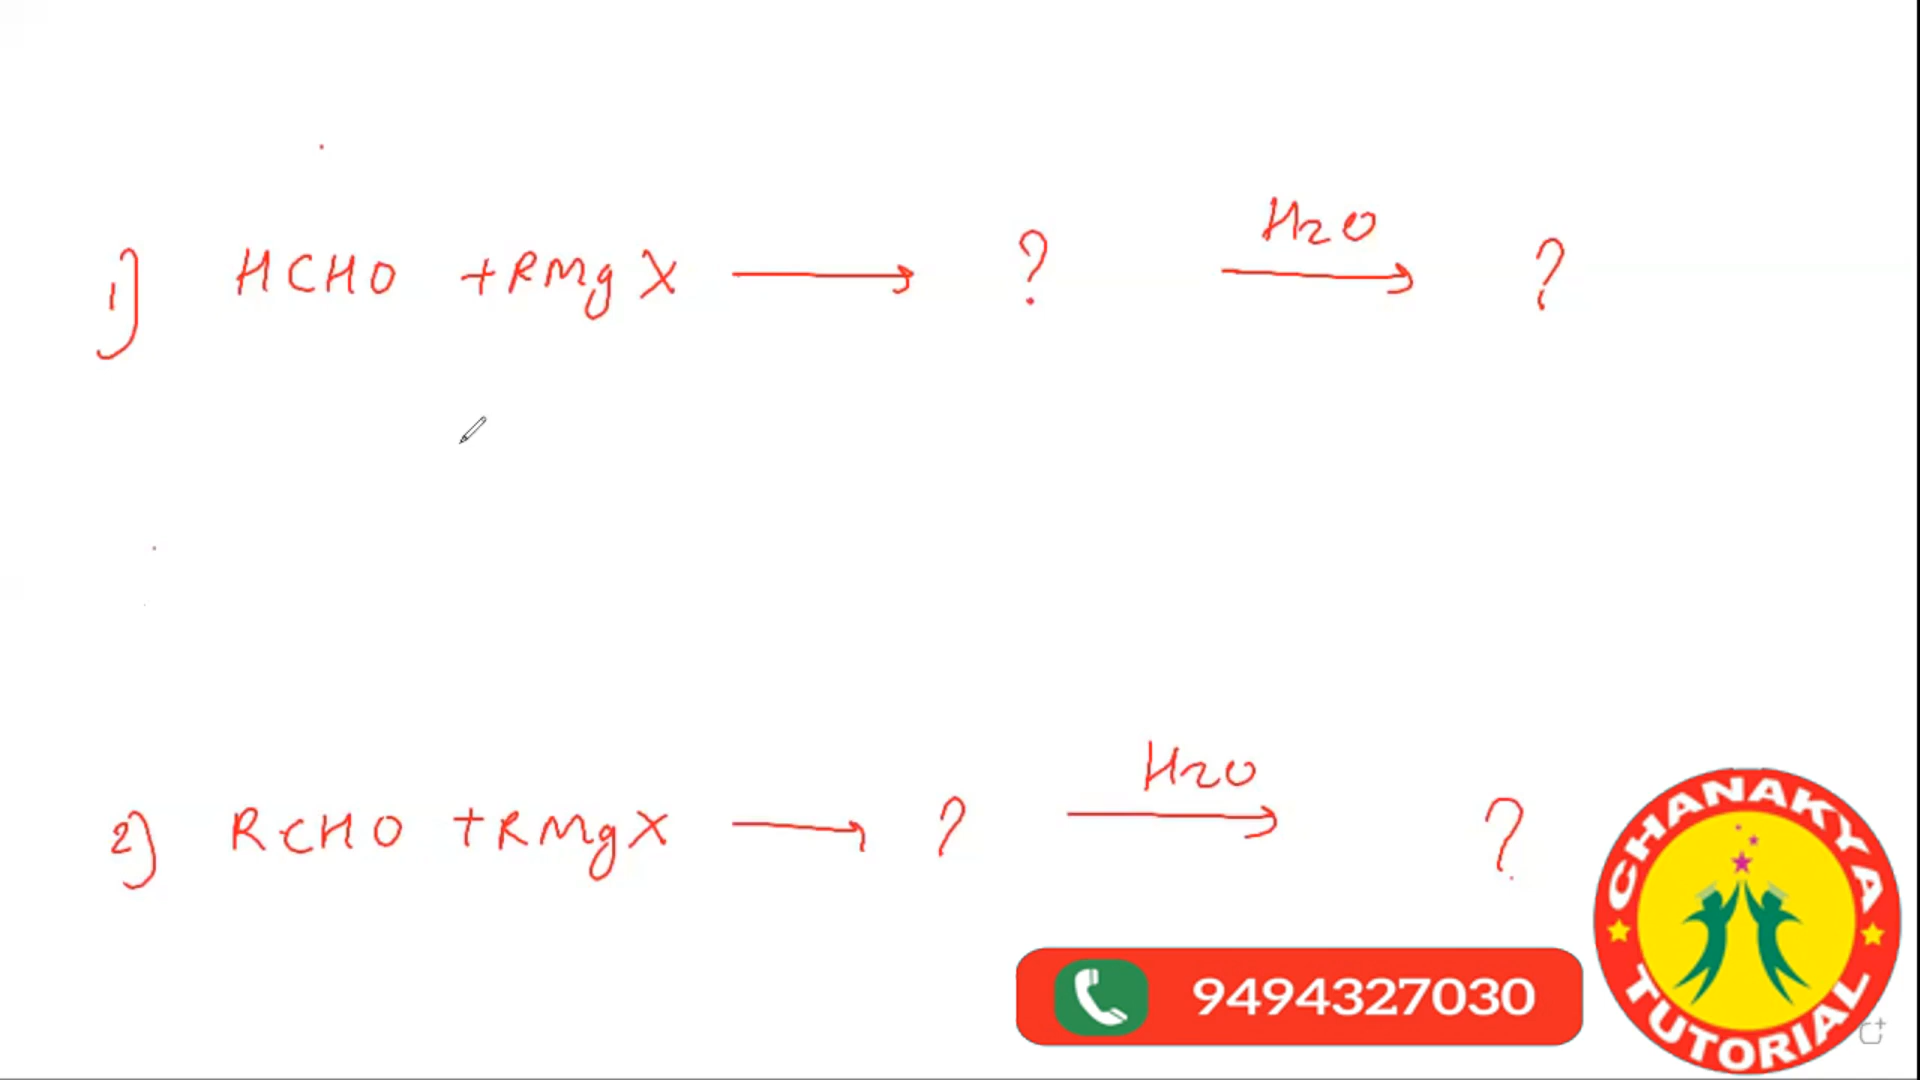 H2O
1) HCHO + RMgX ⟶ ? ⟶ ?
H2O
2) RCHO + RMgX ⟶ ? ⟶ ?
9494327030
CHANAKYA
TUTORIAL